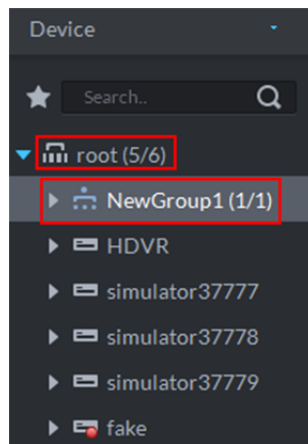 Device
Search..
root (5/6)
NewGroup1 (1/1)
HDVR
simulator37777
simulator37778
simulator37779
fake